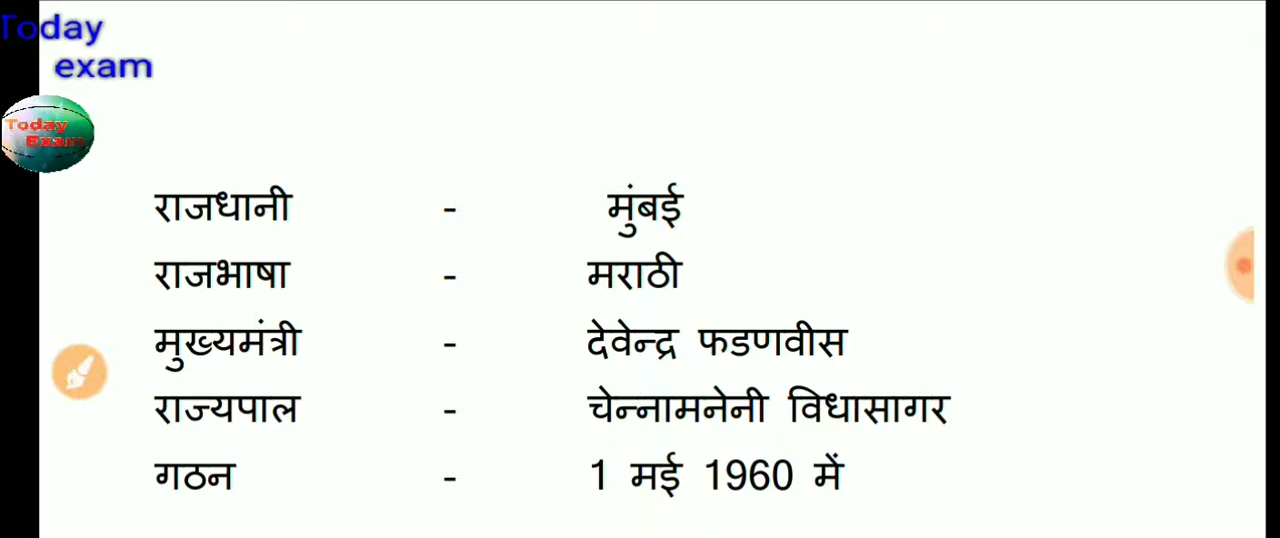 Today
exam
Today
Exam
राजधानी - मुंबई
राजभाषा - मराठी
मुख्यमंत्री - देवेन्द्र फडणवीस
राज्यपाल - चेन्नामनेनी विधासागर
गठन - 1 मई 1960 में